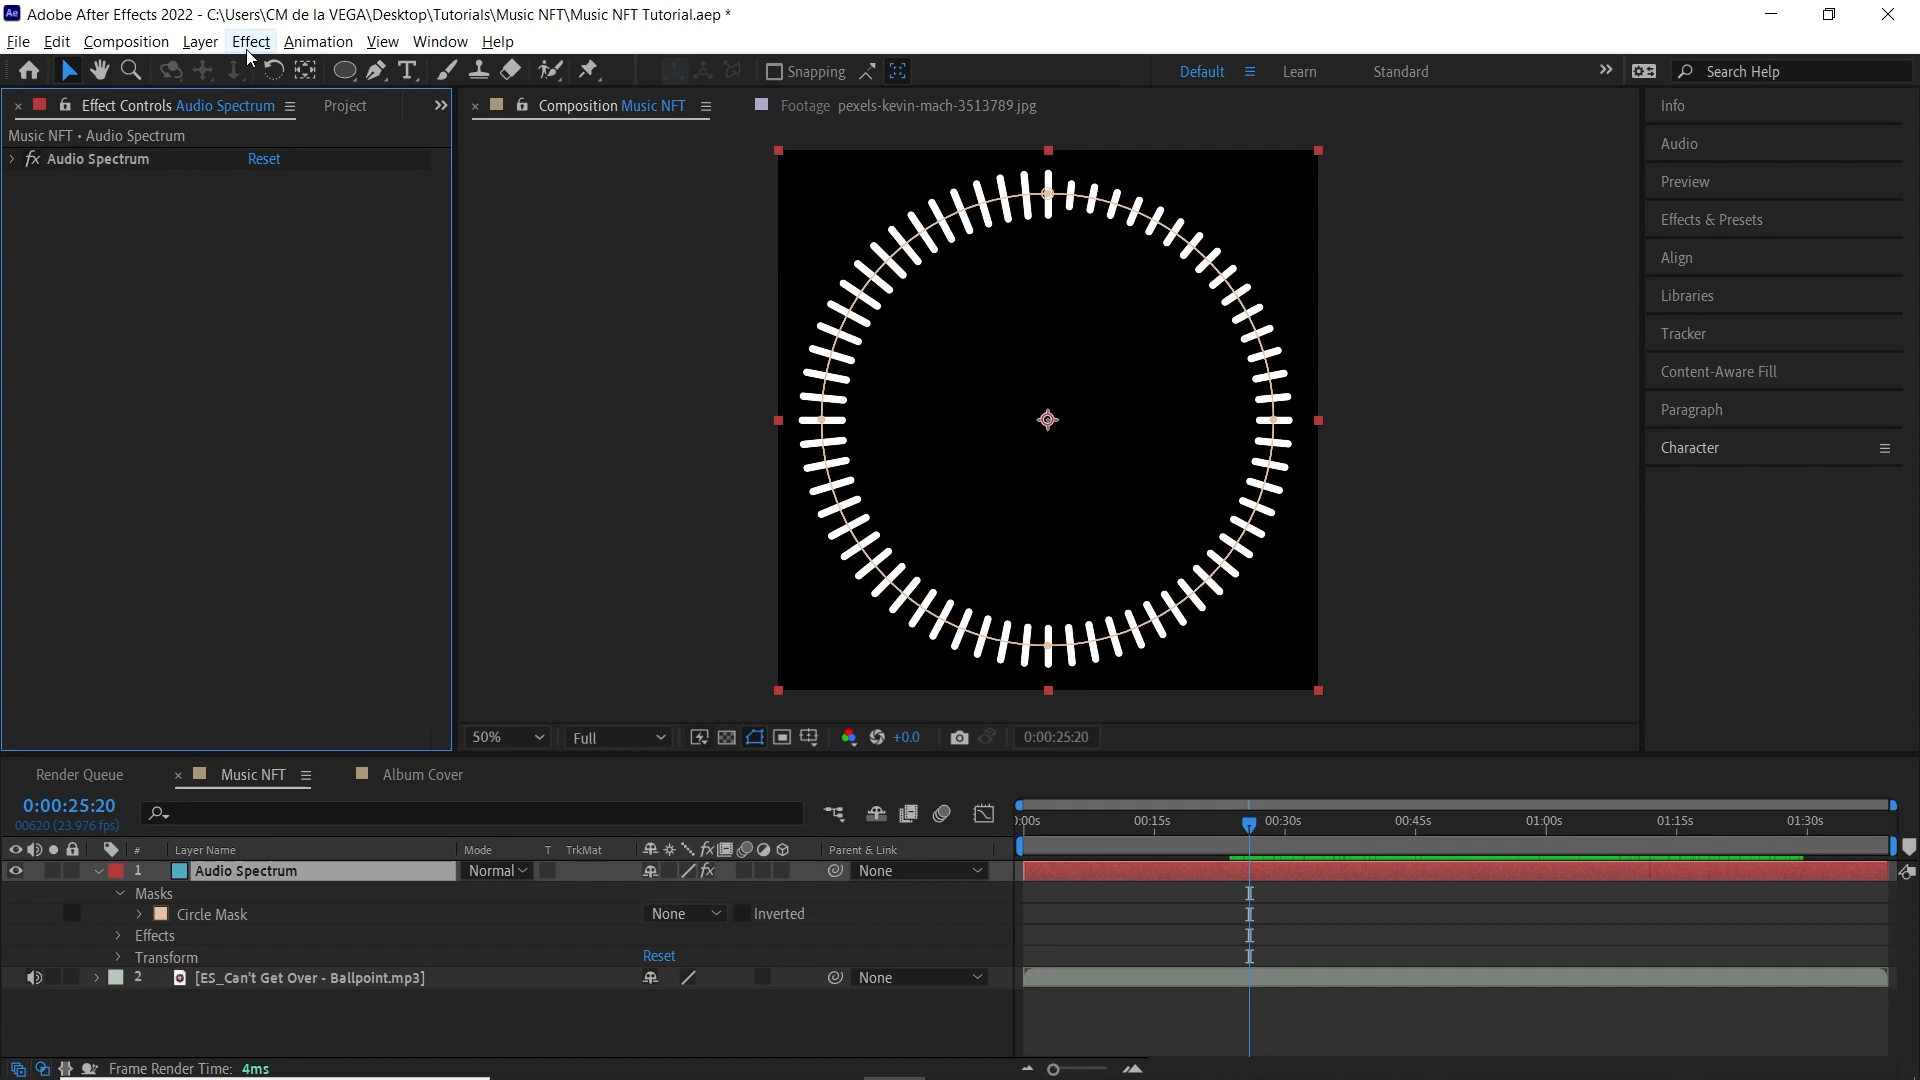 Adobe After Effects 2022 - C:\Users\CM de la VEGA\Desktop\Tutorials\Music NFT\Music NFT Tutorial.aep *
File Edit Composition Layer Effect Animation View Window Help
Snapping Default Learn Standard Search Help
Effect Controls Audio Spectrum Project
Composition Music NFT Footage pexels-kevin-mach-3513789.jpg
Music NFT • Audio Spectrum
fx Audio Spectrum Reset
Info
Audio
Preview
Effects & Presets
Align
Libraries
Tracker
Content-Aware Fill
Paragraph
Character
50% Full +0.0 0:00:25:20
Render Queue Music NFT Album Cover
0:00:25:20
00620 (23.976 fps)
):00s 00:15s 00:30s 00:45s 01:00s 01:15s 01:30s
# Layer Name Mode T TrkMat Parent & Link
1 Audio Spectrum Normal None
Masks
Circle Mask None Inverted
Effects
Transform Reset
2 [ES_Can't Get Over - Ballpoint.mp3] None
Frame Render Time: 4ms